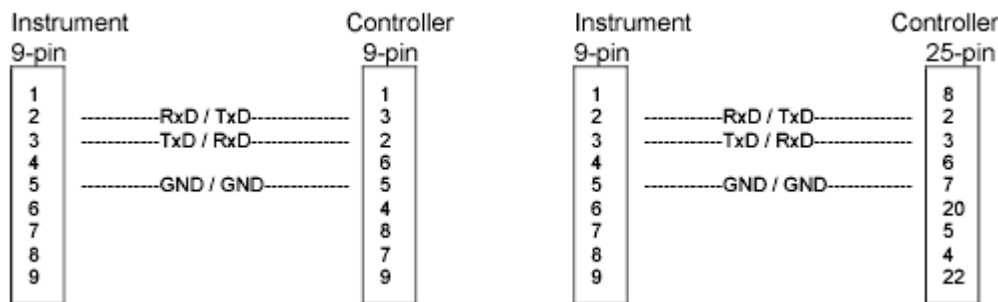 Instrument Controller Instrument Controller
9-pin 9-pin 9-pin 25-pin
1 1 1 8
2 ------------RxD / TxD--------------- 3 2 ------------RxD / TxD------------- 2
3 ------------TxD / RxD--------------- 2 3 ------------TxD / RxD------------- 3
4 6 4 6
5 ------------GND / GND------------- 5 5 ------------GND / GND------------- 7
6 4 6 20
7 8 7 5
8 7 8 4
9 9 9 22